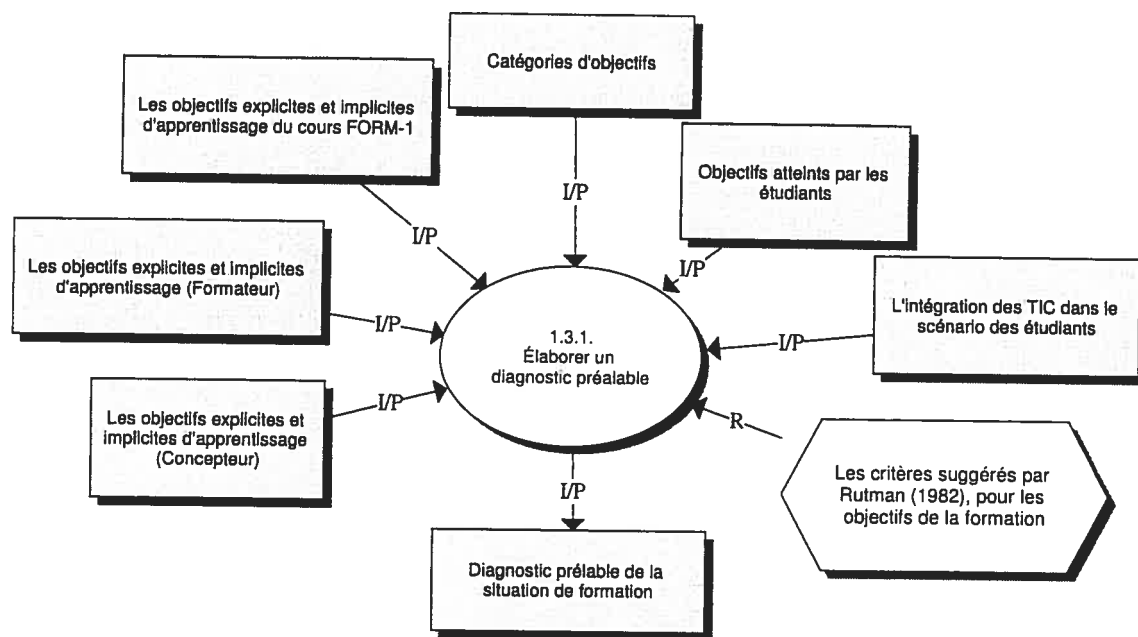 Catégories d'objectifs
Les objectifs explicites et implicites
d'apprentissage du cours FORM-1
Objectifs atteints par les
étudiants
I/P
I/P
I/P
Les objectifs explicites et implicites
d'apprentissage (Formateur)
L'intégration des TIC dans le
scénario des étudiants
I/P
I/P
1.3.1.
Élaborer un
diagnostic préalable
Les objectifs explicites et
implicites d'apprentissage
(Concepteur)
I/P
R
Les critères suggérés par
Rutman (1982), pour les
objectifs de la formation
I/P
Diagnostic prélable de la
situation de formation